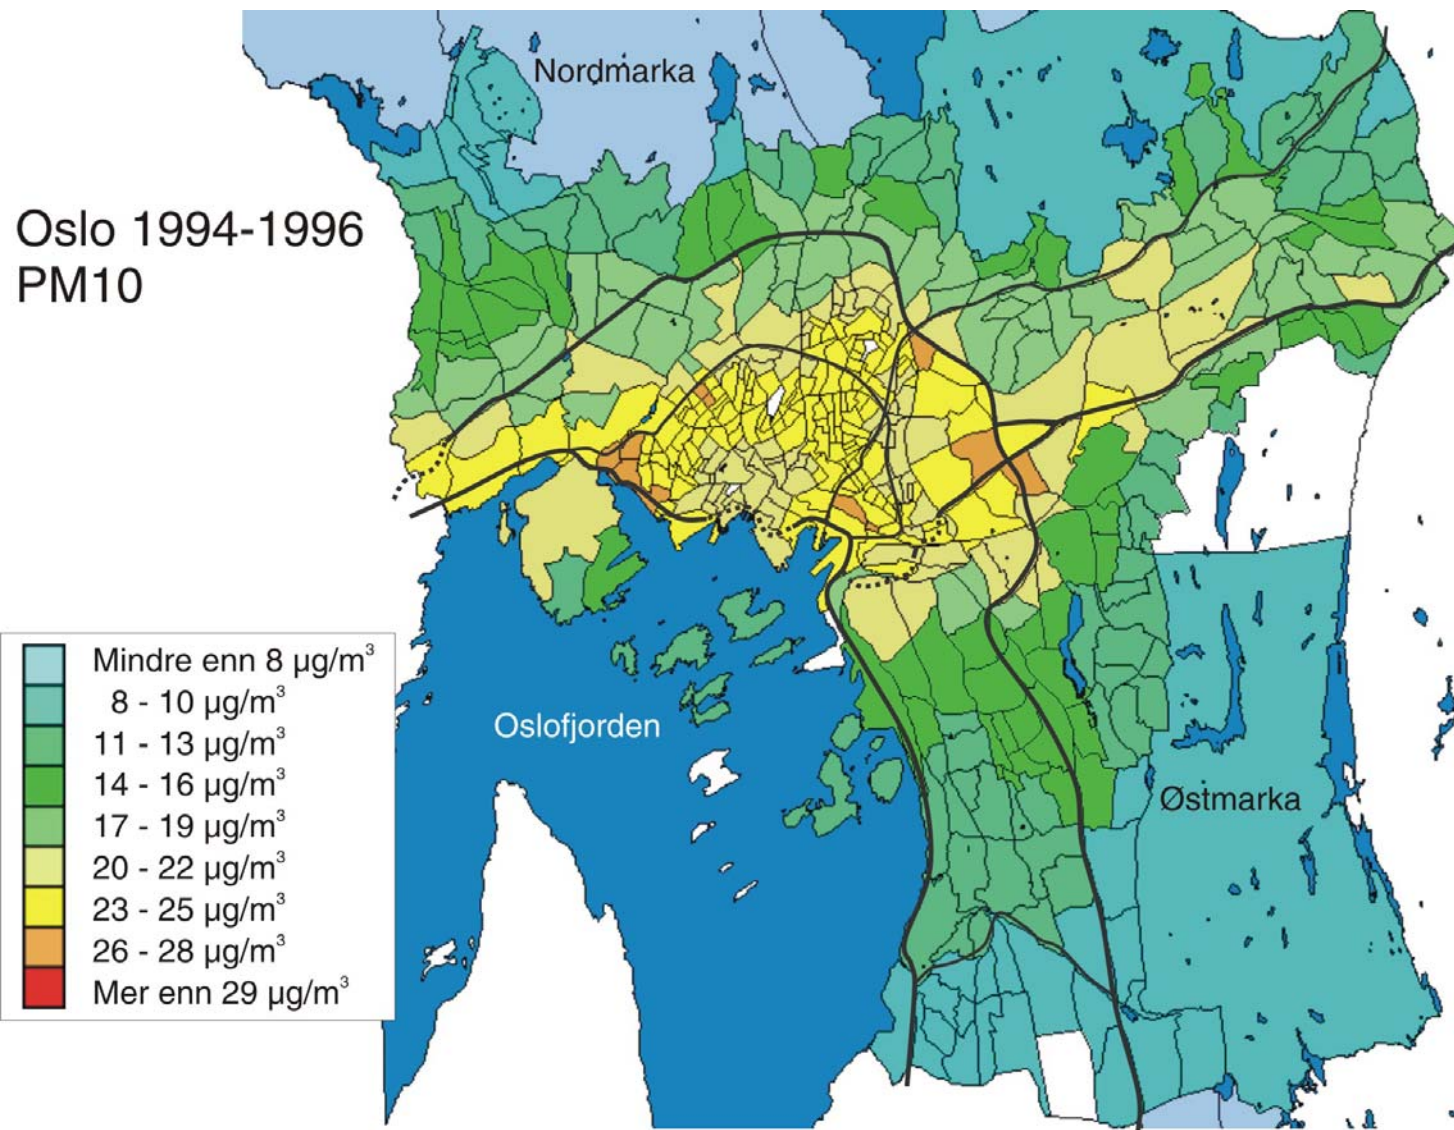 Nordmarka
Oslo 1994-1996
PM10
Mindre enn 8 µg/m³
8 - 10 µg/m³
11 - 13 µg/m³
14 - 16 µg/m³
17 - 19 µg/m³
20 - 22 µg/m³
23 - 25 µg/m³
26 - 28 µg/m³
Mer enn 29 µg/m³
Oslofjorden
Østmarka